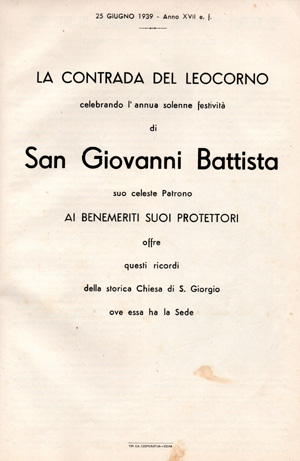 25 GIUGNO 1939 - Anno XVII e. f.
LA CONTRADA DEL LEOCORNO
celebrando l'annua solenne festività
di
San Giovanni Battista
suo celeste Patrono
AI BENEMERITI SUOI PROTETTORI
offre
questi ricordi
della storica Chiesa di S. Giorgio
ove essa ha la Sede